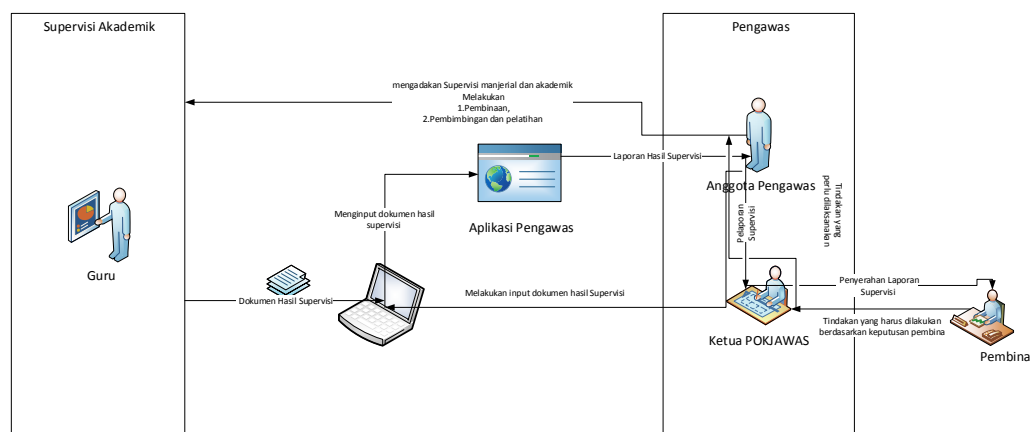 Supervisi Akademik
Pengawas
mengadakan Supervisi manjerial dan akademik
Melakukan
1.Pembinaan,
2.Pembimbingan dan pelatihan
Laporan Hasil Supervisi
Anggota Pengawas
Tindakan yang
perlu dilaksanakan
Pelaporan
Supervisi
Menginput dokumen hasil
supervisi
Aplikasi Pengawas
Guru
Dokumen Hasil Supervisi
Melakukan input dokumen hasil Supervisi
Penyerahan Laporan
Supervisi
Tindakan yang harus dilakukan
berdasarkan keputusan pembina
Ketua POKJAWAS
Pembina